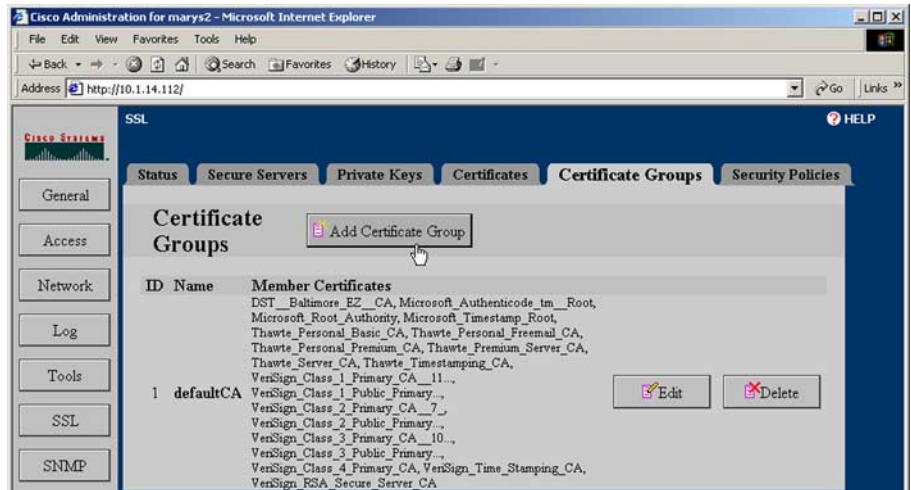 Cisco Administration for marys2 - Microsoft Internet Explorer
File Edit View Favorites Tools Help
Back Search Favorites History
Address http://10.1.14.112/ Go Links »
SSL HELP
CISCO SYSTEMS
Status Secure Servers Private Keys Certificates Certificate Groups Security Policies
General
Access
Network
Log
Tools
SSL
SNMP
Certificate
Groups
Add Certificate Group
ID Name Member Certificates
DST__Baltimore_EZ__CA, Microsoft_Authenticode_tm__Root,
Microsoft_Root_Authority, Microsoft_Timestamp_Root,
Thawte_Personal_Basic_CA, Thawte_Personal_Freemail_CA,
Thawte_Personal_Premium_CA, Thawte_Premium_Server_CA,
Thawte_Server_CA, Thawte_Timestamping_CA,
VeriSign_Class_1_Primary_CA__11...,
1 defaultCA VeriSign_Class_1_Public_Primary..., Edit Delete
VeriSign_Class_2_Primary_CA__7_,
VeriSign_Class_2_Public_Primary...,
VeriSign_Class_3_Primary_CA__10...,
VeriSign_Class_3_Public_Primary...,
VeriSign_Class_4_Primary_CA, VeriSign_Time_Stamping_CA,
VeriSign_RSA_Secure_Server_CA